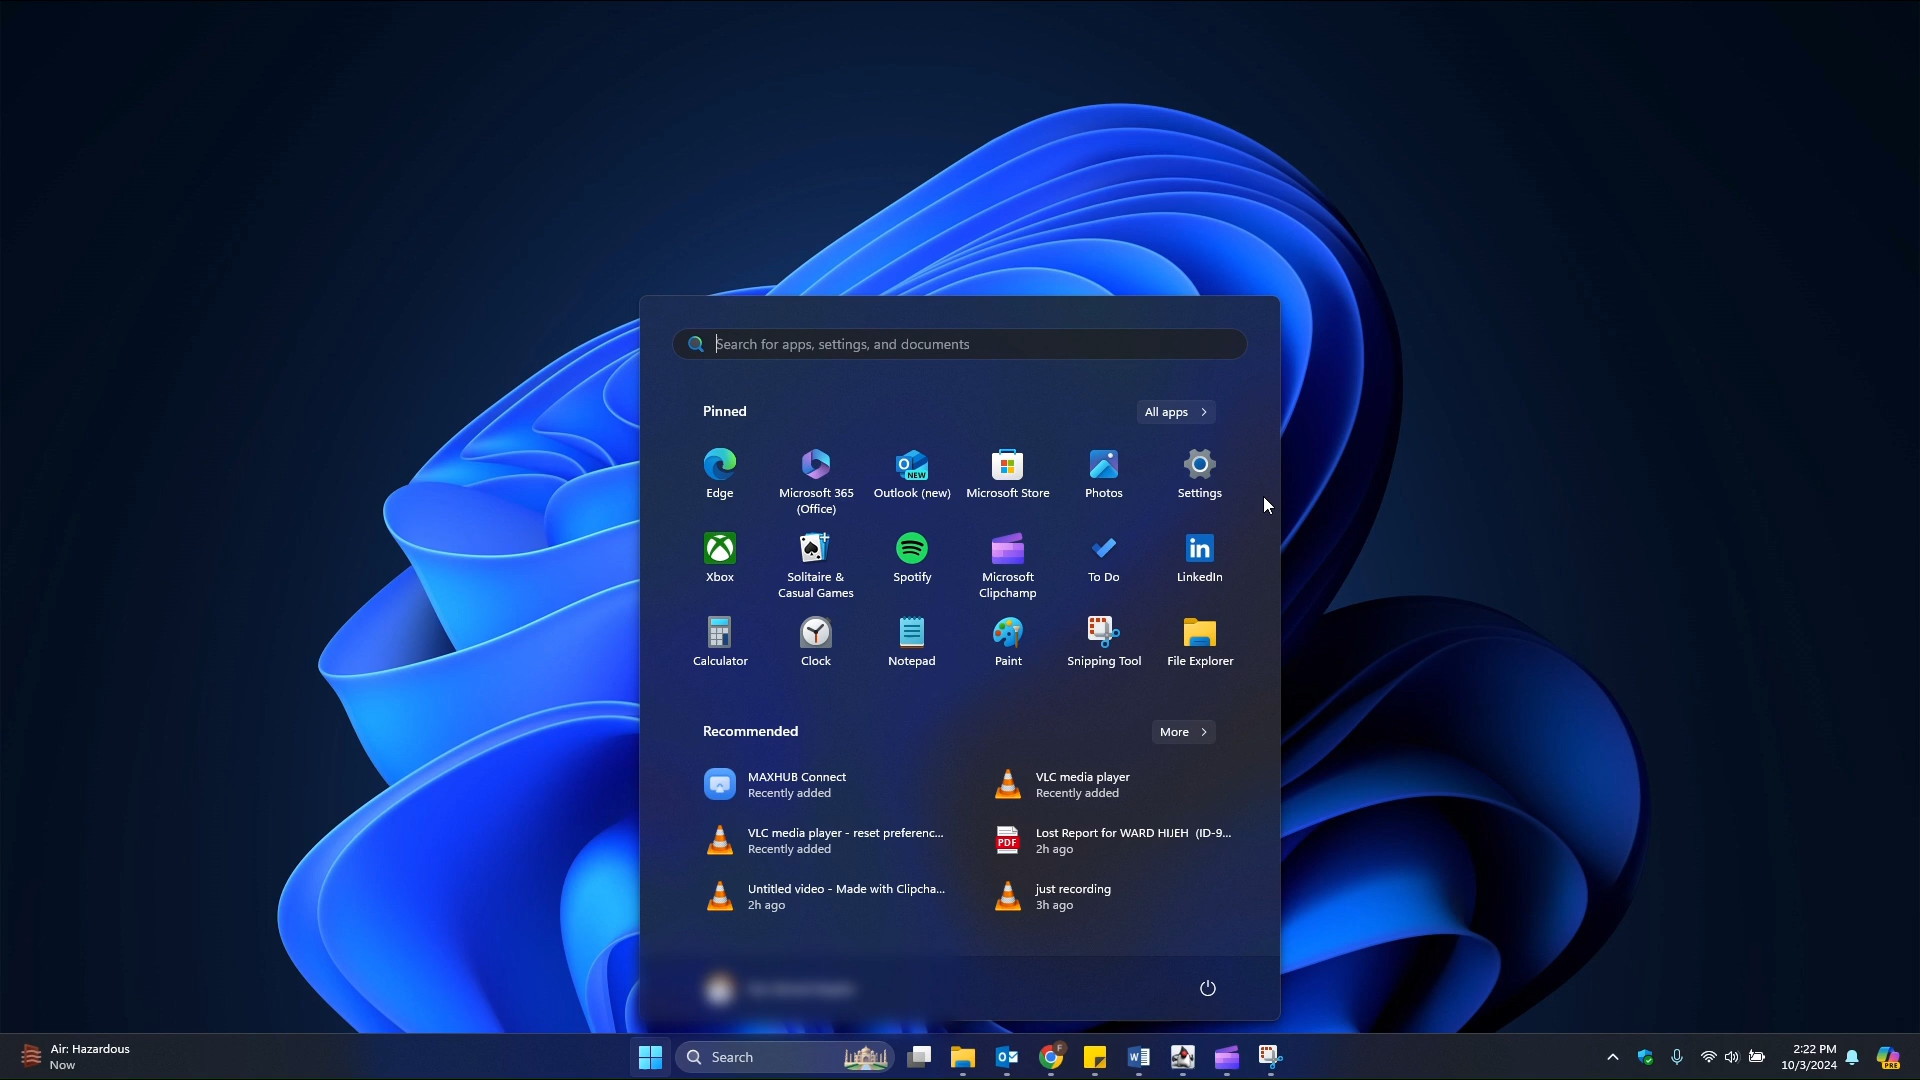 Search for apps, settings, and documents
Pinned
All apps
Edge
Microsoft 365
(Office)
Outlook (new)
Microsoft Store
Photos
Settings
Xbox
Solitaire &
Casual Games
Spotify
Microsoft
Clipchamp
To Do
LinkedIn
Calculator
Clock
Notepad
Paint
Snipping Tool
File Explorer
Recommended
More
MAXHUB Connect
Recently added
VLC media player
Recently added
VLC media player - reset preferenc...
Recently added
Lost Report for WARD HIJEH (ID-9...
2h ago
Untitled video - Made with Clipcha...
2h ago
just recording
3h ago
Air: Hazardous
Now
Search
2:22 PM
10/3/2024